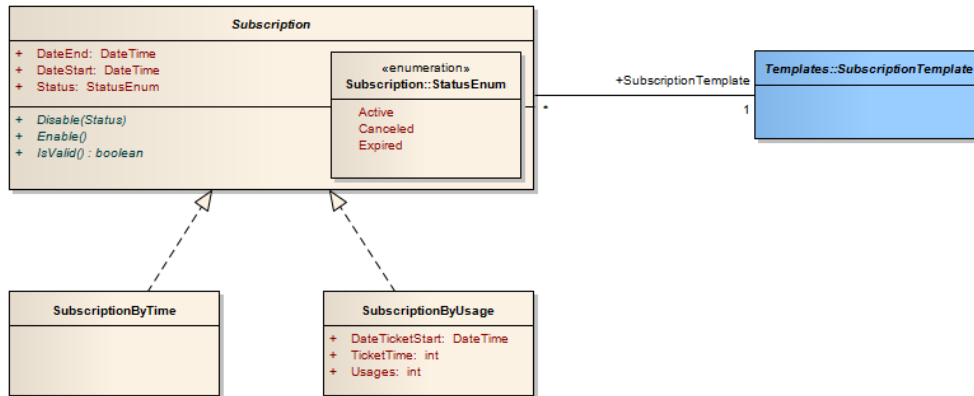 Subscription
+ DateEnd: DateTime
+ DateStart: DateTime
+ Status: StatusEnum
+ Disable(Status)
+ Enable()
+ IsValid() : boolean
«enumeration»
Subscription::StatusEnum
Active
Canceled
Expired
+SubscriptionTemplate
*
1
Templates::SubscriptionTemplate
SubscriptionByTime
SubscriptionByUsage
+ DateTicketStart: DateTime
+ TicketTime: int
+ Usages: int